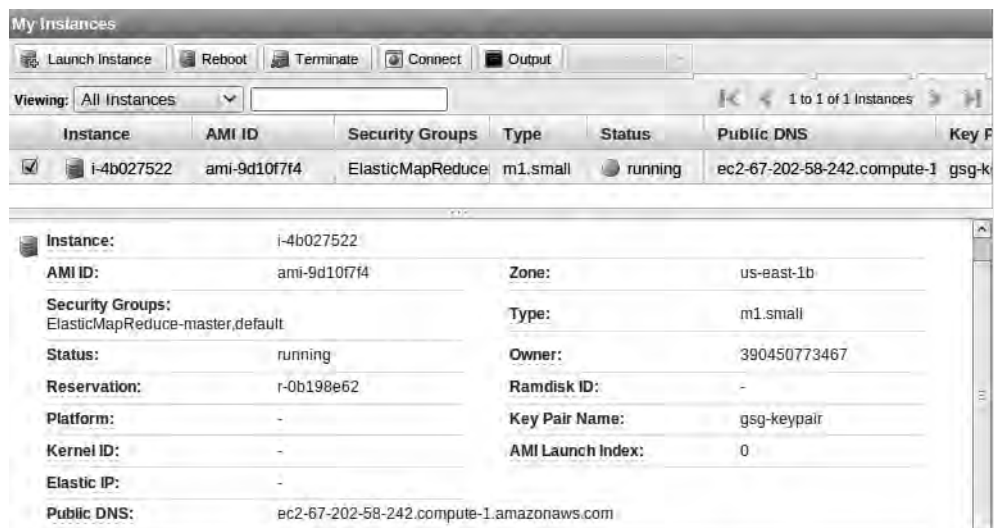 My Instances
Launch Instance Reboot Terminate Connect Output
Viewing: All Instances 1 to 1 of 1 Instances
Instance AMI ID Security Groups Type Status Public DNS Key P
i-4b027522 ami-9d10f7f4 ElasticMapReduce m1.small running ec2-67-202-58-242.compute-1 gsg-k
Instance: i-4b027522
AMI ID: ami-9d10f7f4 Zone: us-east-1b
Security Groups:
ElasticMapReduce-master,default
Type: m1.small
Status: running Owner: 390450773467
Reservation: r-0b198e62 Ramdisk ID: -
Platform: - Key Pair Name: gsg-keypair
Kernel ID: - AMI Launch Index: 0
Elastic IP: -
Public DNS: ec2-67-202-58-242.compute-1.amazonaws.com